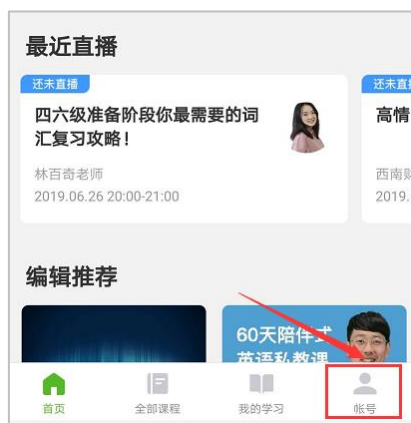 最近直播
还未直播
四六级准备阶段你最需要的词
汇复习攻略！
林百奇老师
2019.06.26 20:00-21:00
还未直
高情
西南财
2019.
编辑推荐
60天陪伴式
英语私教课
首页
全部课程
我的学习
帐号